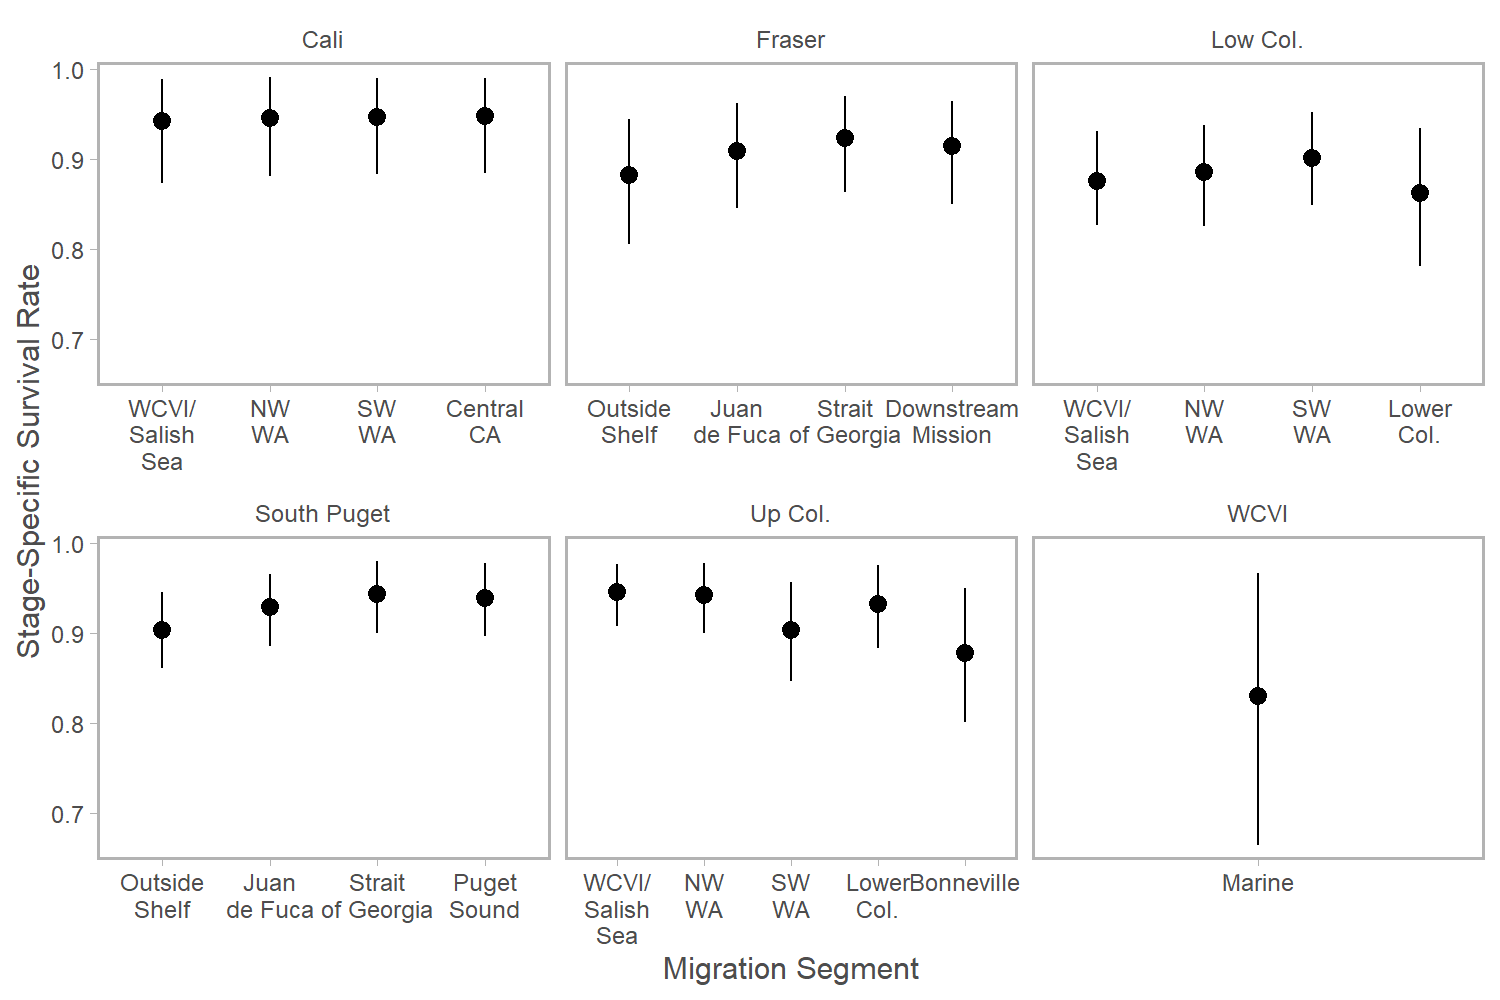 Cali
Fraser
Low Col.
1.0
0.9
0.8
0.7
WCVI/ NW SW Central
Salish WA WA CA
Sea
Outside Juan Strait Downstream
Shelf de Fuca of Georgia Mission
WCVI/ NW SW Lower
Salish WA WA Col.
Sea
Stage-Specific Survival Rate
South Puget
Up Col.
WCVI
1.0
0.9
0.8
0.7
Outside Juan Strait Puget
Shelf de Fuca of Georgia Sound
WCVI/ NW SW Lower Bonneville
Salish WA WA Col.
Sea
Marine
Migration Segment